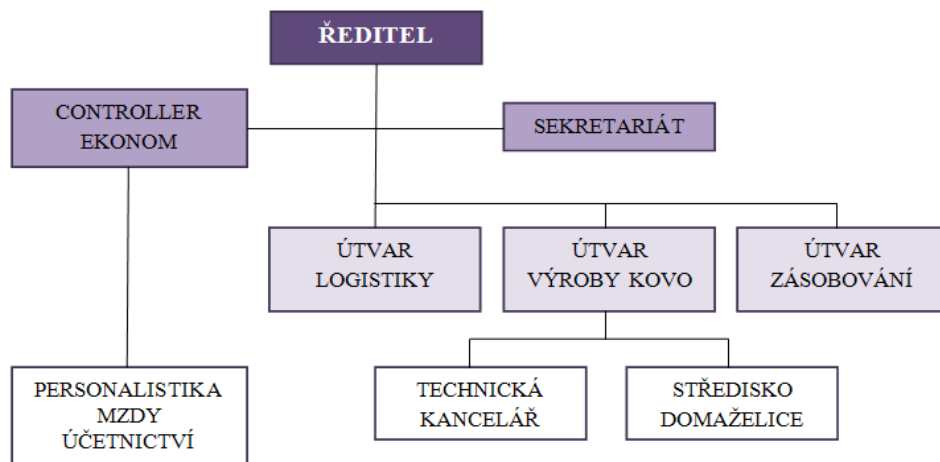 ŘEDITEL
CONTROLLER
EKONOM
SEKRETARIÁT
ÚTVAR
LOGISTIKY
ÚTVAR
VÝROBY KOVO
ÚTVAR
ZÁSOBOVÁNÍ
PERSONALISTIKA
MZDY
ÚČETNICTVÍ
TECHNICKÁ
KANCELÁŘ
STŘEDISKO
DOMAŽELICE